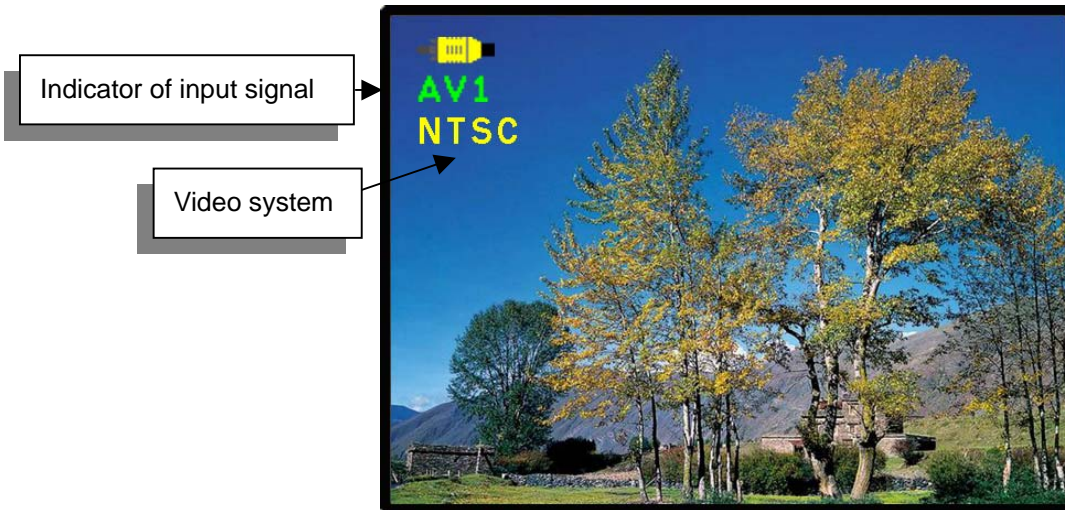 Indicator of input signal
AV1
NTSC
Video system